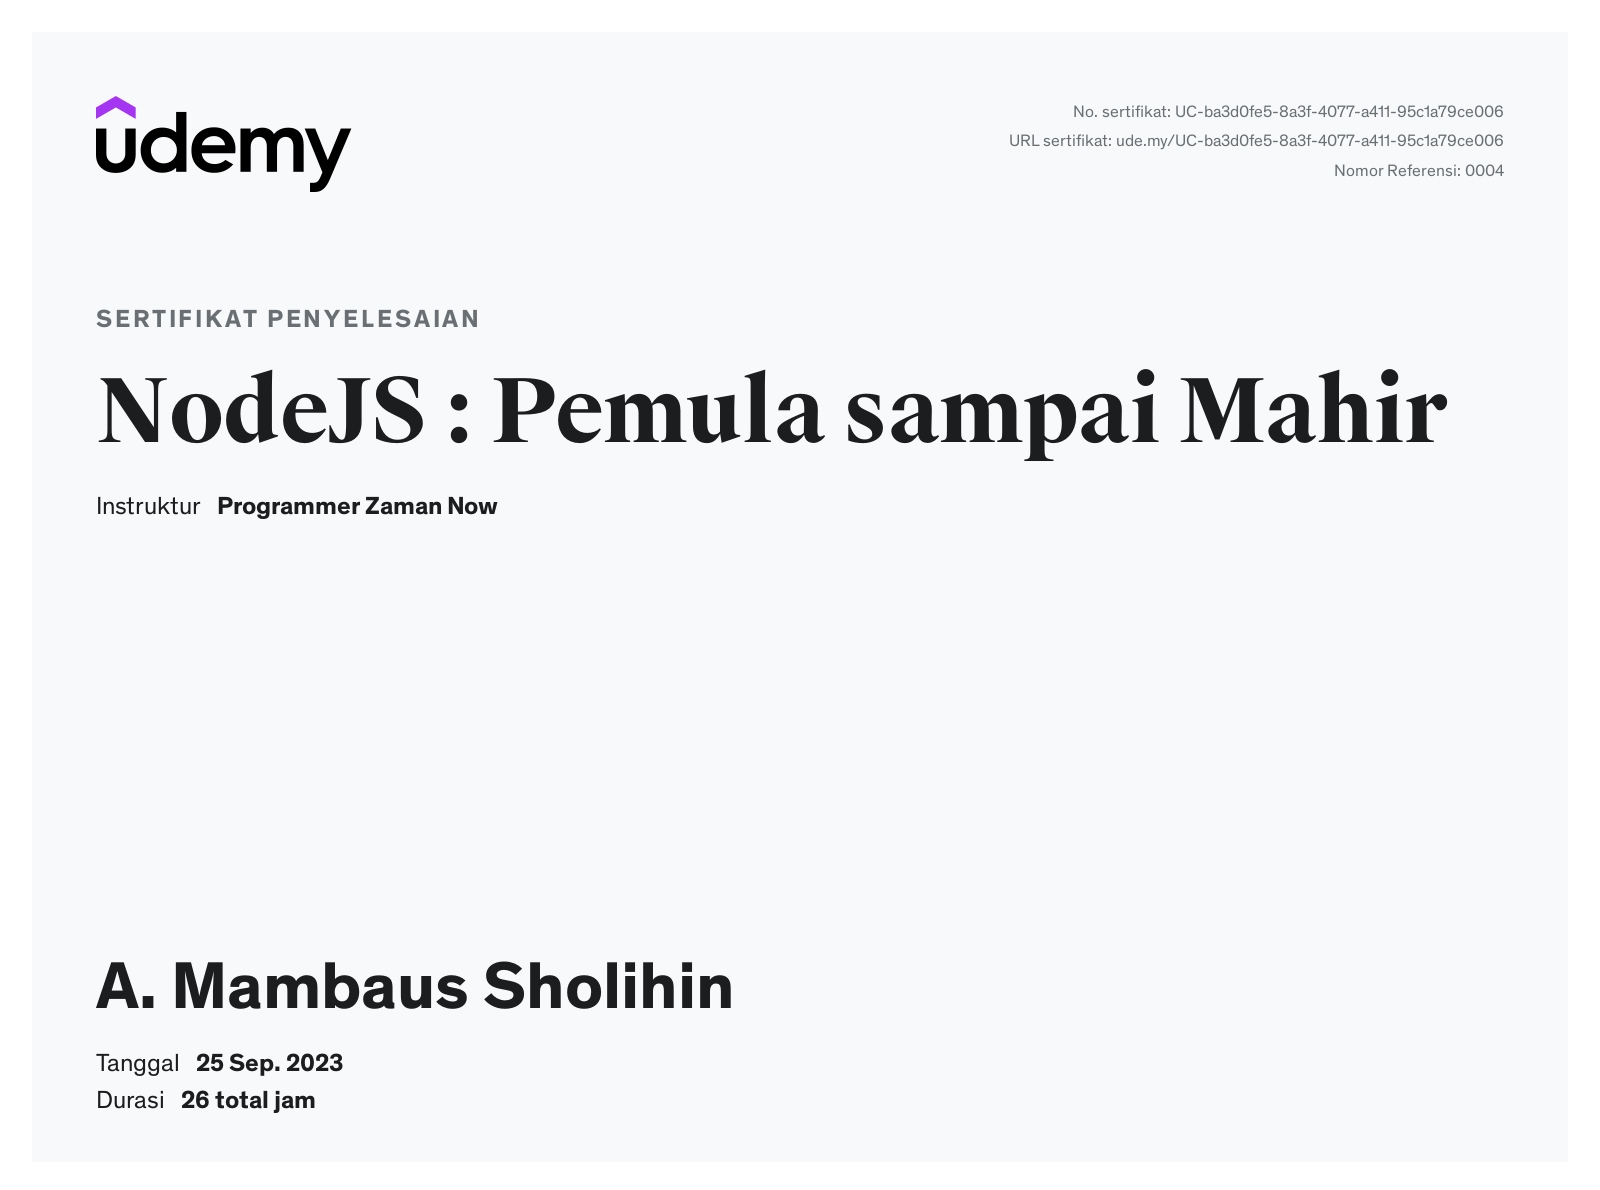 udemy
No. sertifikat: UC-ba3d0fe5-8a3f-4077-a411-95c1a79ce006
URL sertifikat: ude.my/UC-ba3d0fe5-8a3f-4077-a411-95c1a79ce006
Nomor Referensi: 0004
SERTIFIKAT PENYELESAIAN
NodeJS : Pemula sampai Mahir
Instruktur Programmer Zaman Now
A. Mambaus Sholihin
Tanggal 25 Sep. 2023
Durasi 26 total jam